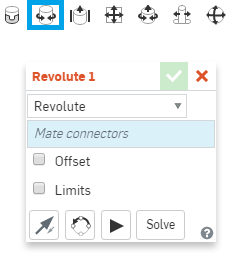 Revolute 1
Revolute
Mate connectors
Offset
Limits
Solve
?